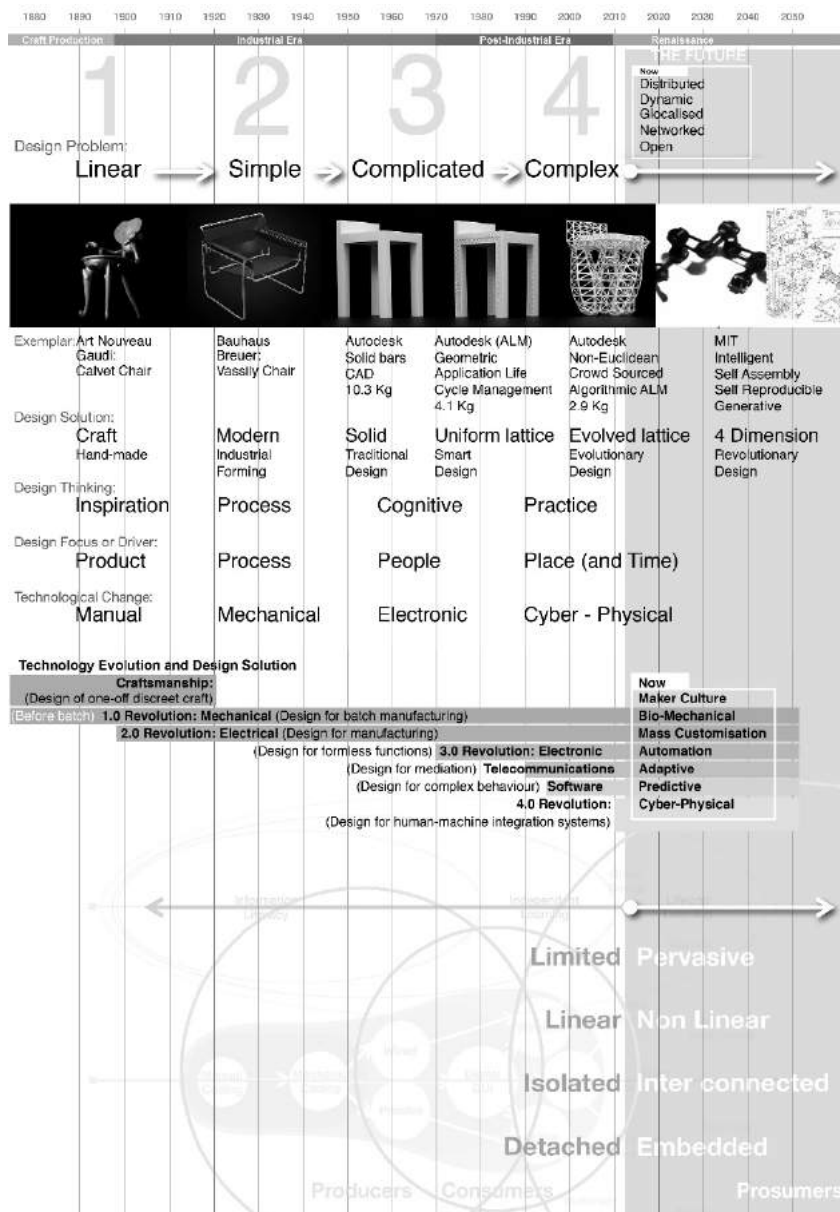 1880 1890 1900 1910 1920 1930 1940 1950 1960 1970 1980 1990 2000 2010 2020 2030 2040 2050
Craft Production Industrial Era Post-Industrial Era Renaissance
THE FUTURE
1 2 3 4
Now
Distributed
Dynamic
Glocalised
Networked
Open
Design Problem:
Linear Simple Complicated Complex
Exemplar: Art Nouveau
Gaudi:
Calvet Chair
Bauhaus
Breuer:
Vassily Chair
Autodesk
Solid bars
CAD
10.3 Kg
Autodesk (ALM)
Geometric
Application Life
Cycle Management
4.1 Kg
Autodesk
Non-Euclidean
Crowd Sourced
Algorithmic ALM
2.9 Kg
MIT
Intelligent
Self Assembly
Self Reproducible
Generative
Design Solution:
Craft
Hand-made
Modern
Industrial
Forming
Solid
Traditional
Design
Uniform lattice
Smart
Design
Evolved lattice
Evolutionary
Design
4 Dimension
Revolutionary
Design
Design Thinking:
Inspiration Process Cognitive Practice
Design Focus or Driver:
Product Process People Place (and Time)
Technological Change:
Manual Mechanical Electronic Cyber - Physical
Technology Evolution and Design Solution
Craftsmanship:
(Design of one-off discreet craft)
(Before batch) 1.0 Revolution: Mechanical (Design for batch manufacturing)
2.0 Revolution: Electrical (Design for manufacturing)
(Design for formless functions) 3.0 Revolution: Electronic
(Design for mediation) Telecommunications
(Design for complex behaviour) Software
4.0 Revolution:
(Design for human-machine integration systems)
Now
Maker Culture
Bio-Mechanical
Mass Customisation
Automation
Adaptive
Predictive
Cyber-Physical
Information
Literacy
Independent
Learning
Limited Pervasive
Linear Non Linear
Isolated Inter connected
Detached Embedded
Producers Consumers Prosumers